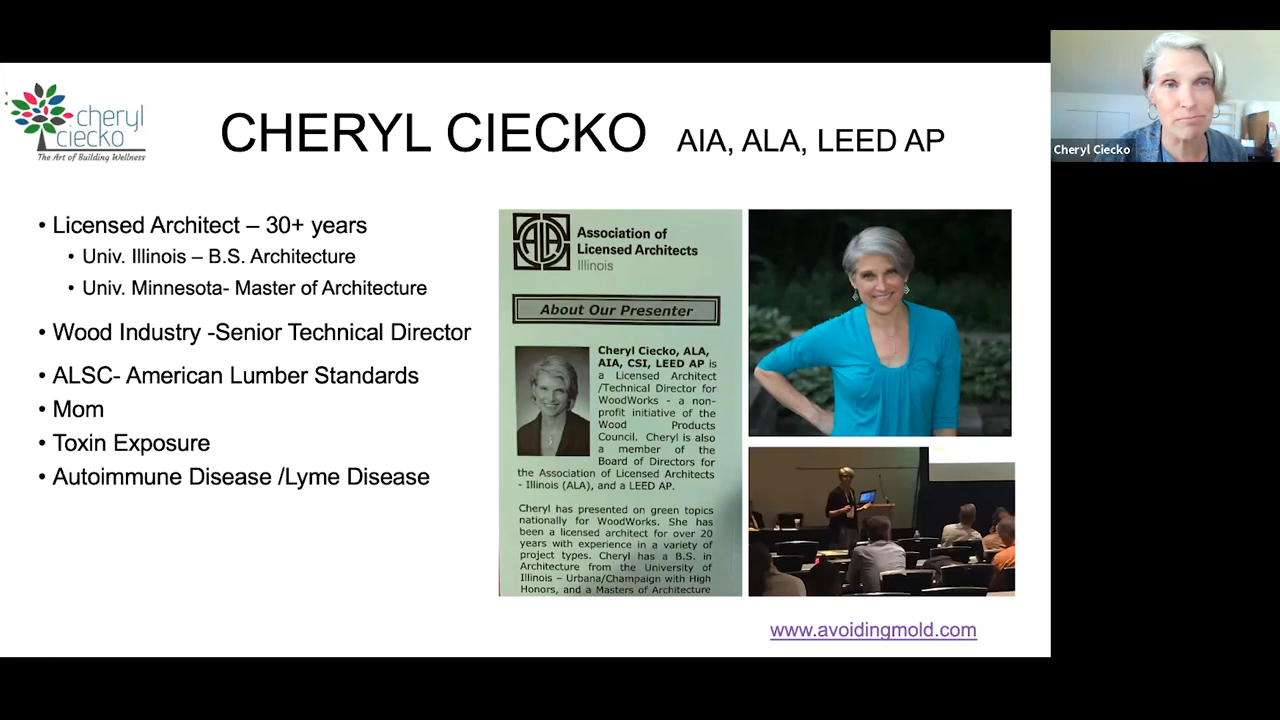 cheryl
ciecko
The Art of Building Wellness
CHERYL CIECKO AIA, ALA, LEED AP
• Licensed Architect – 30+ years
• Univ. Illinois – B.S. Architecture
• Univ. Minnesota- Master of Architecture
• Wood Industry -Senior Technical Director
• ALSC- American Lumber Standards
• Mom
• Toxin Exposure
• Autoimmune Disease /Lyme Disease
ALA
Association of
Licensed Architects
Illinois
About Our Presenter
Cheryl Ciecko, ALA,
AIA, CSI, LEED AP is
a Licensed Architect
/Technical Director for
WoodWorks - a non-
profit initiative of the
Wood Products
Council. Cheryl is also
a member of the
Board of Directors for
the Association of Licensed Architects
- Illinois (ALA), and a LEED AP.
Cheryl has presented on green topics
nationally for WoodWorks. She has
been a licensed architect for over 20
years with experience in a variety of
project types. Cheryl has a B.S. in
Architecture from the University of
Illinois – Urbana/Champaign with High
Honors, and a Masters of Architecture
www.avoidingmold.com
Cheryl Ciecko